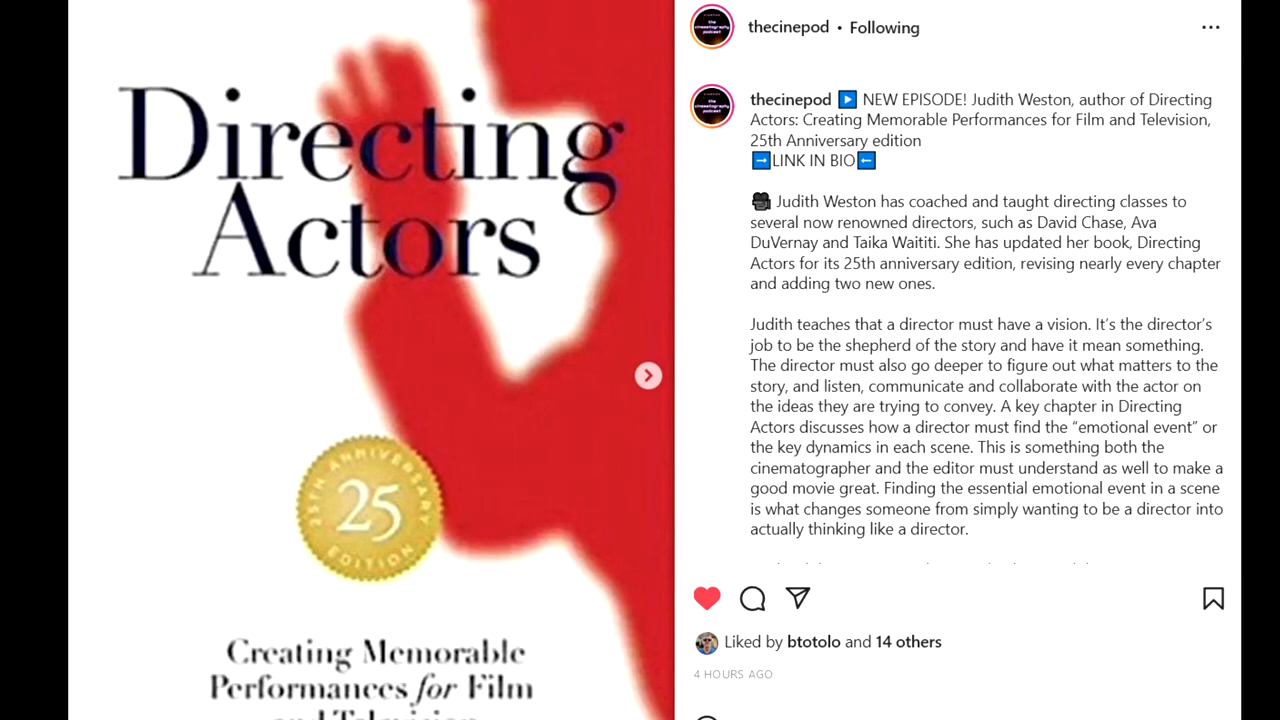 Directing
Actors
25TH ANNIVERSARY
25
EDITION
Creating Memorable
Performances for Film
and Television
thecinepod • Following
thecinepod ▶️ NEW EPISODE! Judith Weston, author of Directing
Actors: Creating Memorable Performances for Film and Television,
25th Anniversary edition
➡️LINK IN BIO⬅️
🎥 Judith Weston has coached and taught directing classes to
several now renowned directors, such as David Chase, Ava
DuVernay and Taika Waititi. She has updated her book, Directing
Actors for its 25th anniversary edition, revising nearly every chapter
and adding two new ones.
Judith teaches that a director must have a vision. It’s the director’s
job to be the shepherd of the story and have it mean something.
The director must also go deeper to figure out what matters to the
story, and listen, communicate and collaborate with the actor on
the ideas they are trying to convey. A key chapter in Directing
Actors discusses how a director must find the “emotional event” or
the key dynamics in each scene. This is something both the
cinematographer and the editor must understand as well to make a
good movie great. Finding the essential emotional event in a scene
is what changes someone from simply wanting to be a director into
actually thinking like a director.
Liked by btotolo and 14 others
4 HOURS AGO